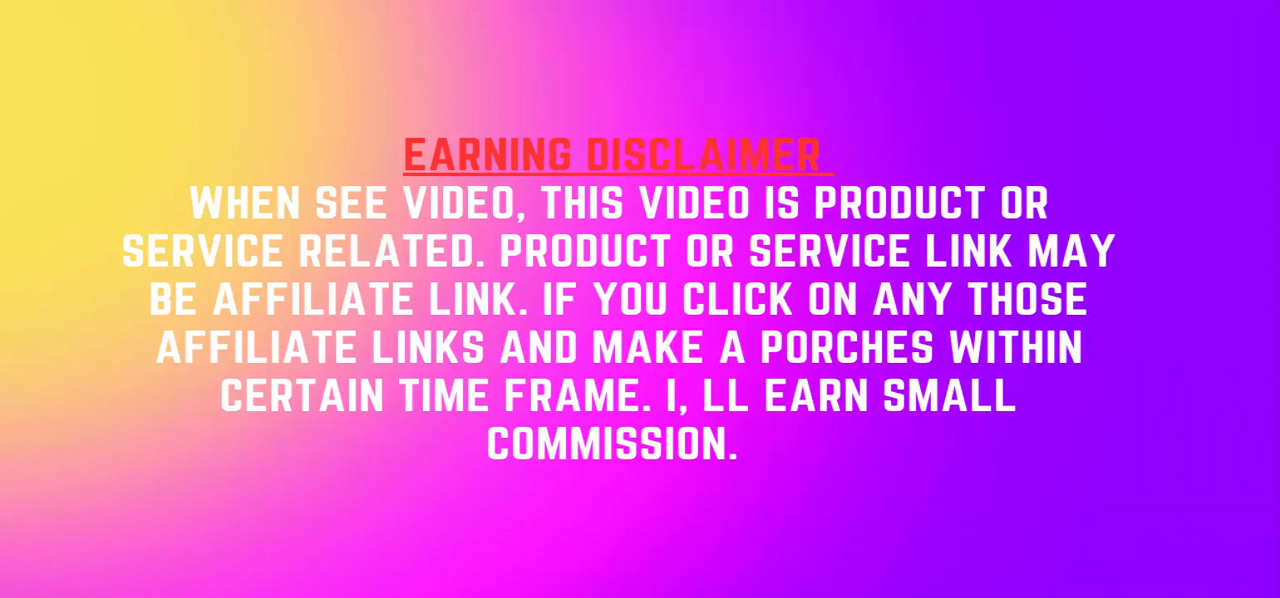 EARNING DISCLAIMER
WHEN SEE VIDEO, THIS VIDEO IS PRODUCT OR
SERVICE RELATED. PRODUCT OR SERVICE LINK MAY
BE AFFILIATE LINK. IF YOU CLICK ON ANY THOSE
AFFILIATE LINKS AND MAKE A PORCHES WITHIN
CERTAIN TIME FRAME. I, LL EARN SMALL
COMMISSION.